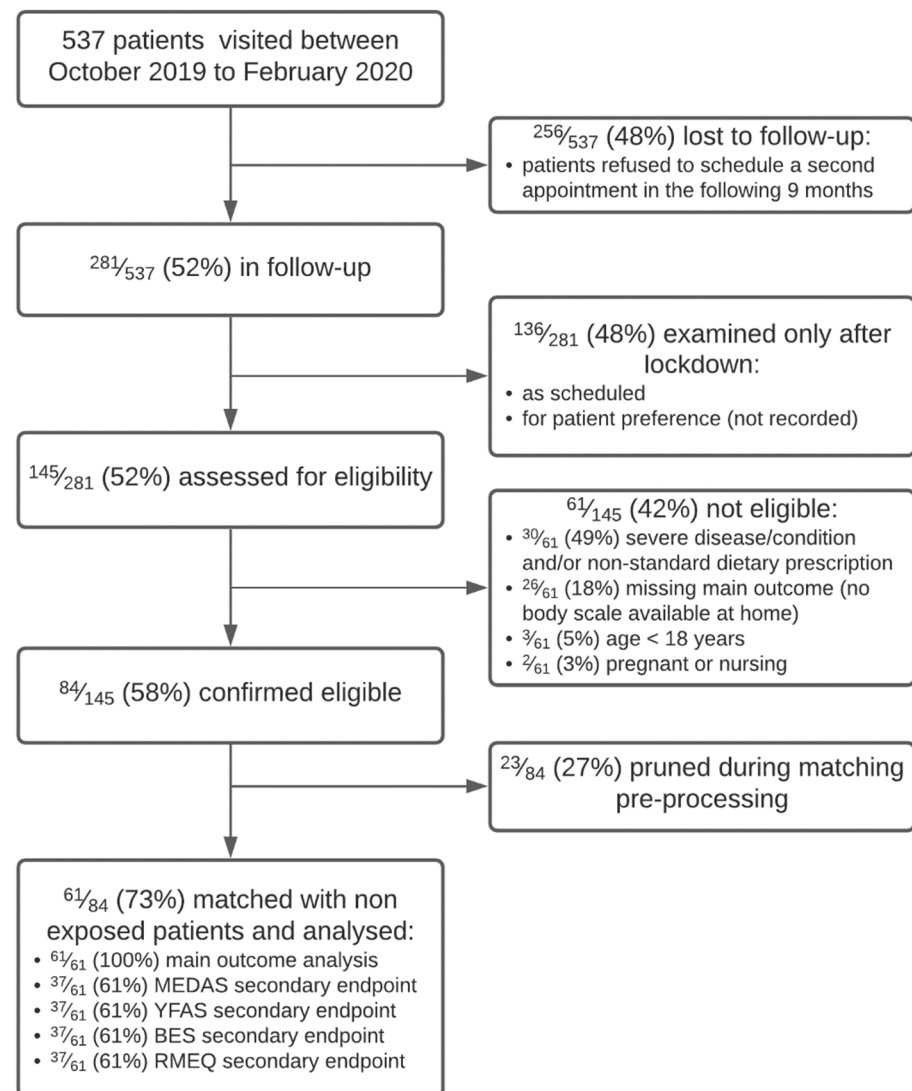 537 patients visited between
October 2019 to February 2020
256⁄537 (48%) lost to follow-up:
• patients refused to schedule a second
appointment in the following 9 months
281⁄537 (52%) in follow-up
136⁄281 (48%) examined only after
lockdown:
• as scheduled
• for patient preference (not recorded)
145⁄281 (52%) assessed for eligibility
61⁄145 (42%) not eligible:
• 30⁄61 (49%) severe disease/condition
and/or non-standard dietary prescription
• 26⁄61 (18%) missing main outcome (no
body scale available at home)
• 3⁄61 (5%) age < 18 years
• 2⁄61 (3%) pregnant or nursing
84⁄145 (58%) confirmed eligible
23⁄84 (27%) pruned during matching
pre-processing
61⁄84 (73%) matched with non
exposed patients and analysed:
• 61⁄61 (100%) main outcome analysis
• 37⁄61 (61%) MEDAS secondary endpoint
• 37⁄61 (61%) YFAS secondary endpoint
• 37⁄61 (61%) BES secondary endpoint
• 37⁄61 (61%) RMEQ secondary endpoint